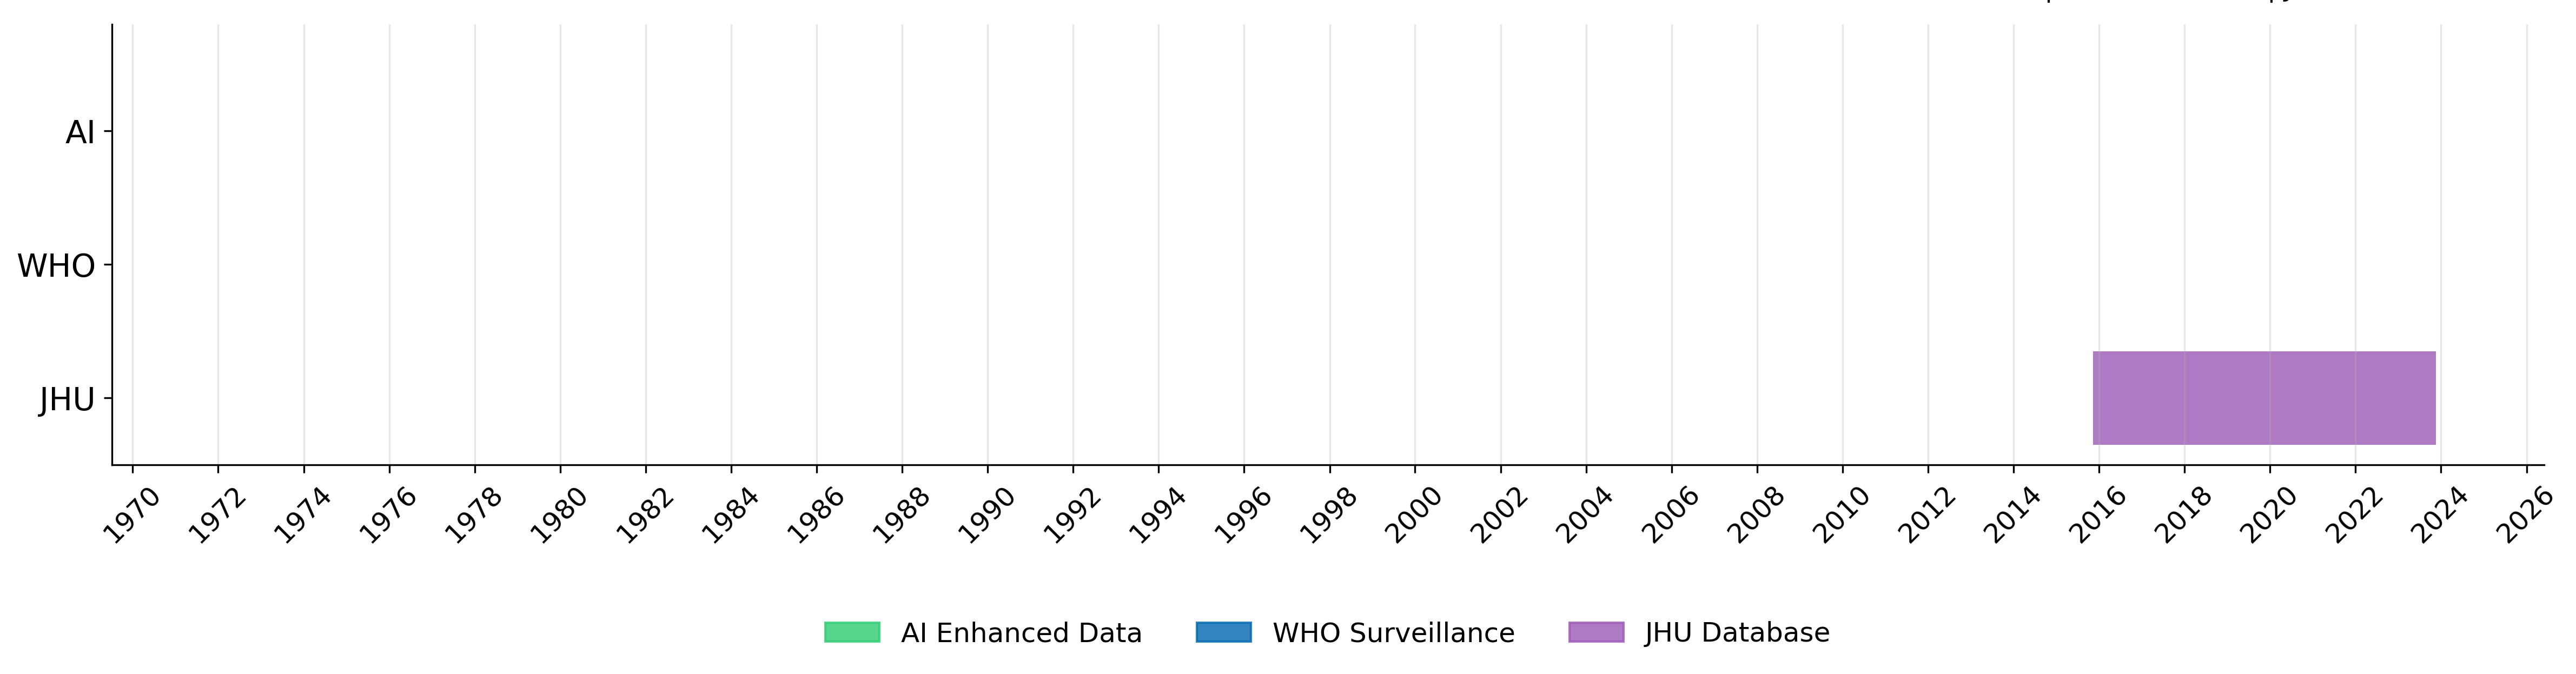 AI
WHO
JHU
1970 1972 1974 1976 1978 1980 1982 1984 1986 1988 1990 1992 1994 1996 1998 2000 2002 2004 2006 2008 2010 2012 2014 2016 2018 2020 2022 2024 2026
AI Enhanced Data WHO Surveillance JHU Database